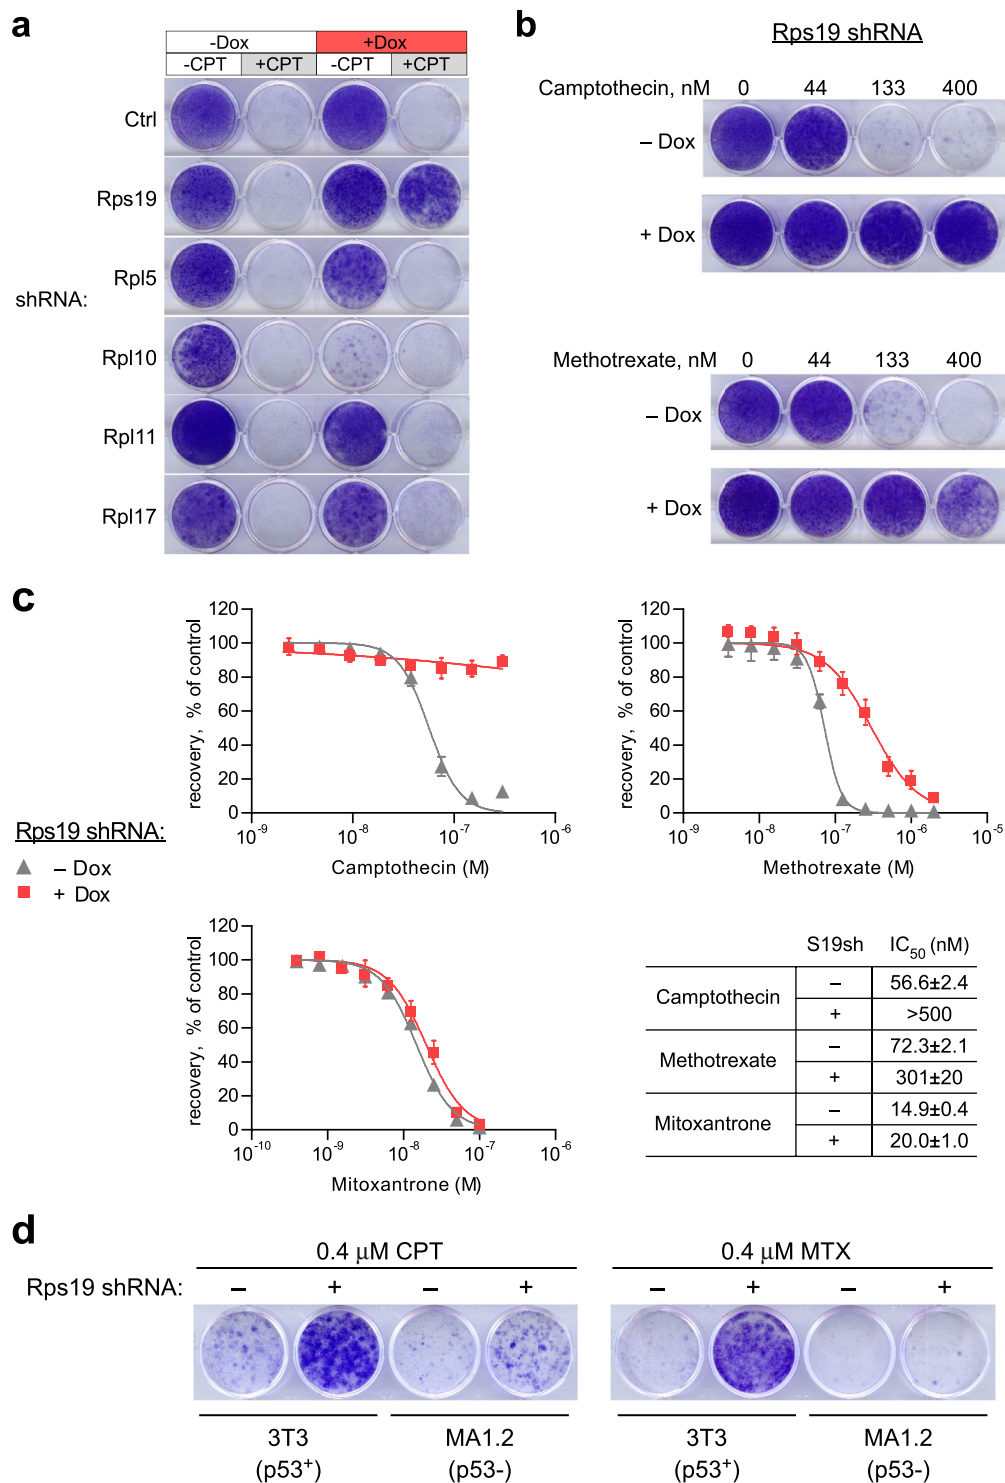 a
-Dox +Dox
-CPT +CPT -CPT +CPT
Ctrl
Rps19
Rpl5
shRNA:
Rpl10
Rpl11
Rpl17
b
Rps19 shRNA
Camptothecin, nM 0 44 133 400
– Dox
+ Dox
Methotrexate, nM 0 44 133 400
– Dox
+ Dox
c
Rps19 shRNA:
– Dox
+ Dox
recovery, % of control
120
100
80
60
40
20
0
10⁻⁹ 10⁻⁸ 10⁻⁷ 10⁻⁶
Camptothecin (M)
recovery, % of control
120
100
80
60
40
20
0
10⁻⁹ 10⁻⁸ 10⁻⁷ 10⁻⁶ 10⁻⁵
Methotrexate (M)
recovery, % of control
120
100
80
60
40
20
0
10⁻¹⁰ 10⁻⁹ 10⁻⁸ 10⁻⁷ 10⁻⁶
Mitoxantrone (M)
S19sh IC₅₀ (nM)
Camptothecin – 56.6±2.4
+ >500
Methotrexate – 72.3±2.1
+ 301±20
Mitoxantrone – 14.9±0.4
+ 20.0±1.0
d
0.4 μM CPT 0.4 μM MTX
Rps19 shRNA: – + – + – + – +
3T3 MA1.2 3T3 MA1.2
(p53⁺) (p53-) (p53⁺) (p53-)